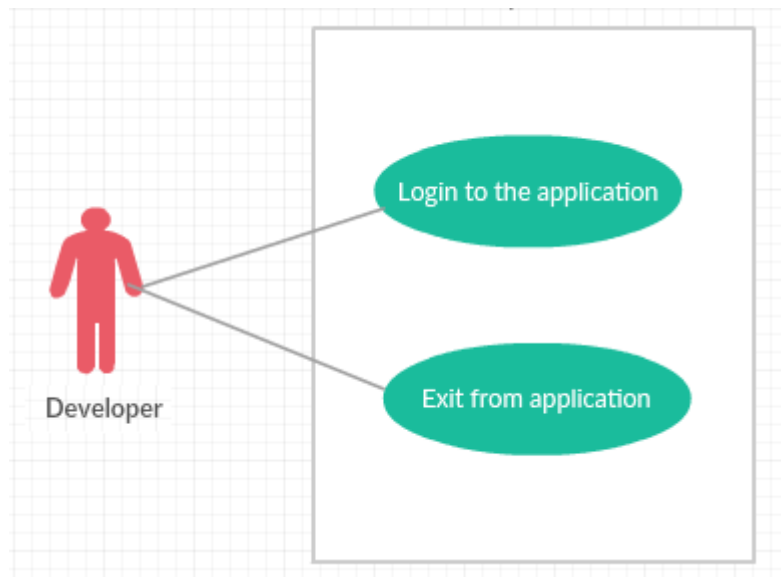 Login to the application
Exit from application
Developer